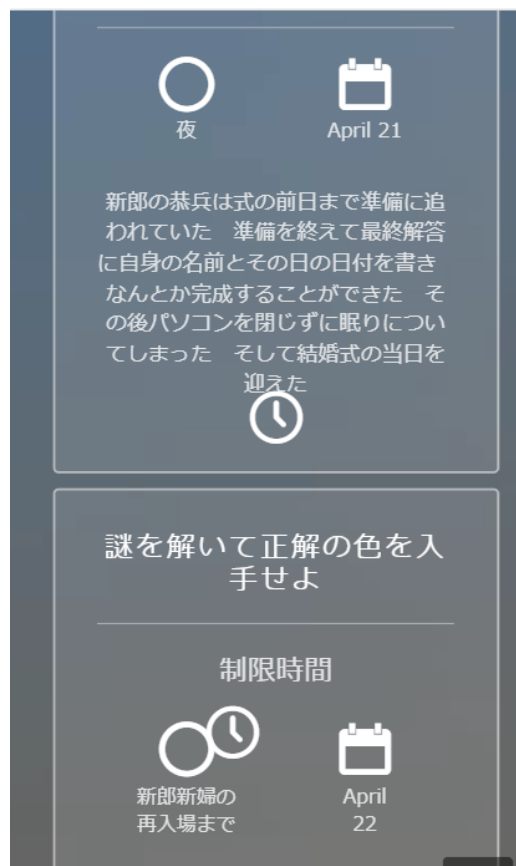 夜
April 21
新郎の恭兵は式の前日まで準備に追
われていた　準備を終えて最終解答
に自身の名前とその日の日付を書き
なんとか完成することができた　そ
の後パソコンを閉じずに眠りについ
てしまった　そして結婚式の当日を
迎えた
謎を解いて正解の色を入
手せよ
制限時間
新郎新婦の
再入場まで
April
22